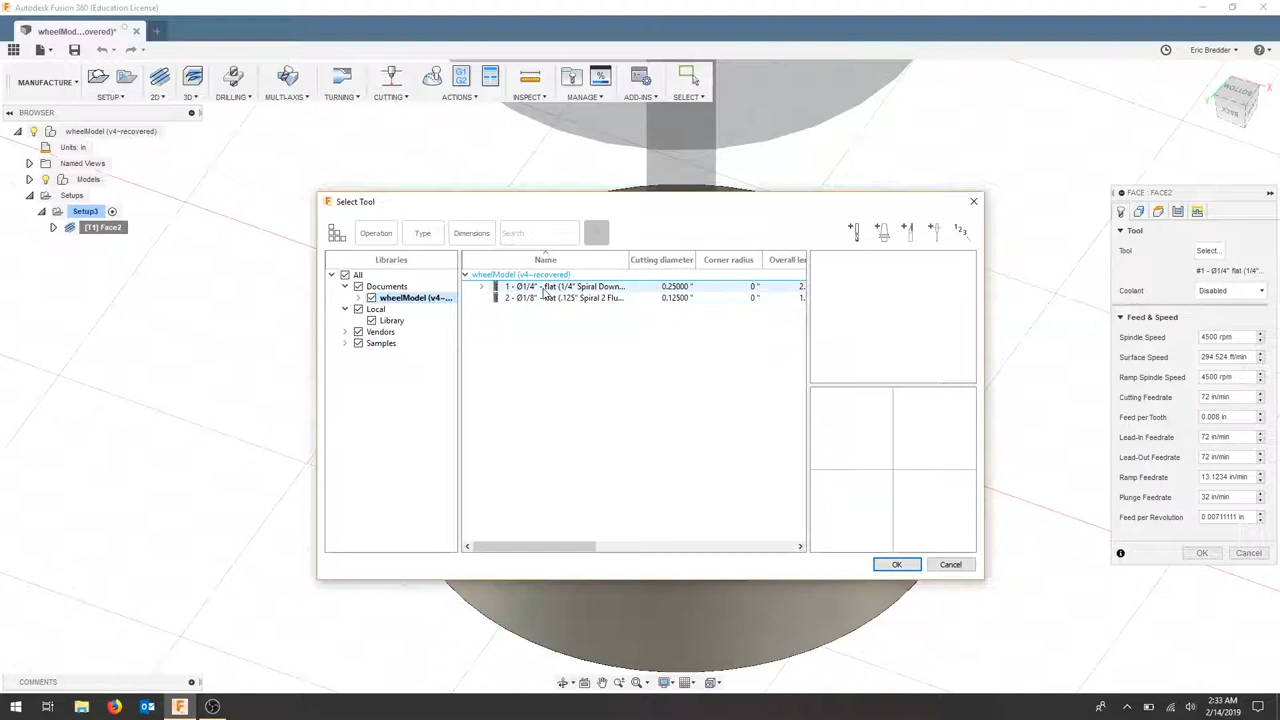 Autodesk Fusion 360 (Education License)
wheelMod...overed)*
Eric Bredder
MANUFACTURE
SETUP
2D
3D
DRILLING
MULTI-AXIS
TURNING
CUTTING
G1
G2
ACTIONS
INSPECT
MANAGE
ADD-INS
SELECT
BROWSER
wheelModel (v4~recovered)
Units: in
Named Views
Models
Setups
Setup3
[T1] Face2
BOTTOM
BACK
X
Y
Select Tool
Operation
Type
Dimensions
Search
Libraries
All
Documents
wheelModel (v4~...
Local
Library
Vendors
Samples
Name
Cutting diameter
Corner radius
Overall le
wheelModel (v4~recovered)
1 - Ø1/4" - flat (1/4" Spiral Down... 0.25000 " 0 " 2.
2 - Ø1/8" flat (.125" Spiral 2 Flu... 0.12500 " 0 " 1.
OK
Cancel
FACE : FACE2
Tool
Tool Select...
#1 - Ø1/4" flat (1/4"...
Coolant Disabled
Feed & Speed
Spindle Speed 4500 rpm
Surface Speed 294.524 ft/min
Ramp Spindle Speed 4500 rpm
Cutting Feedrate 72 in/min
Feed per Tooth 0.008 in
Lead-In Feedrate 72 in/min
Lead-Out Feedrate 72 in/min
Ramp Feedrate 13.1234 in/min
Plunge Feedrate 32 in/min
Feed per Revolution 0.00711111 in
OK
Cancel
COMMENTS
2:33 AM
2/14/2019